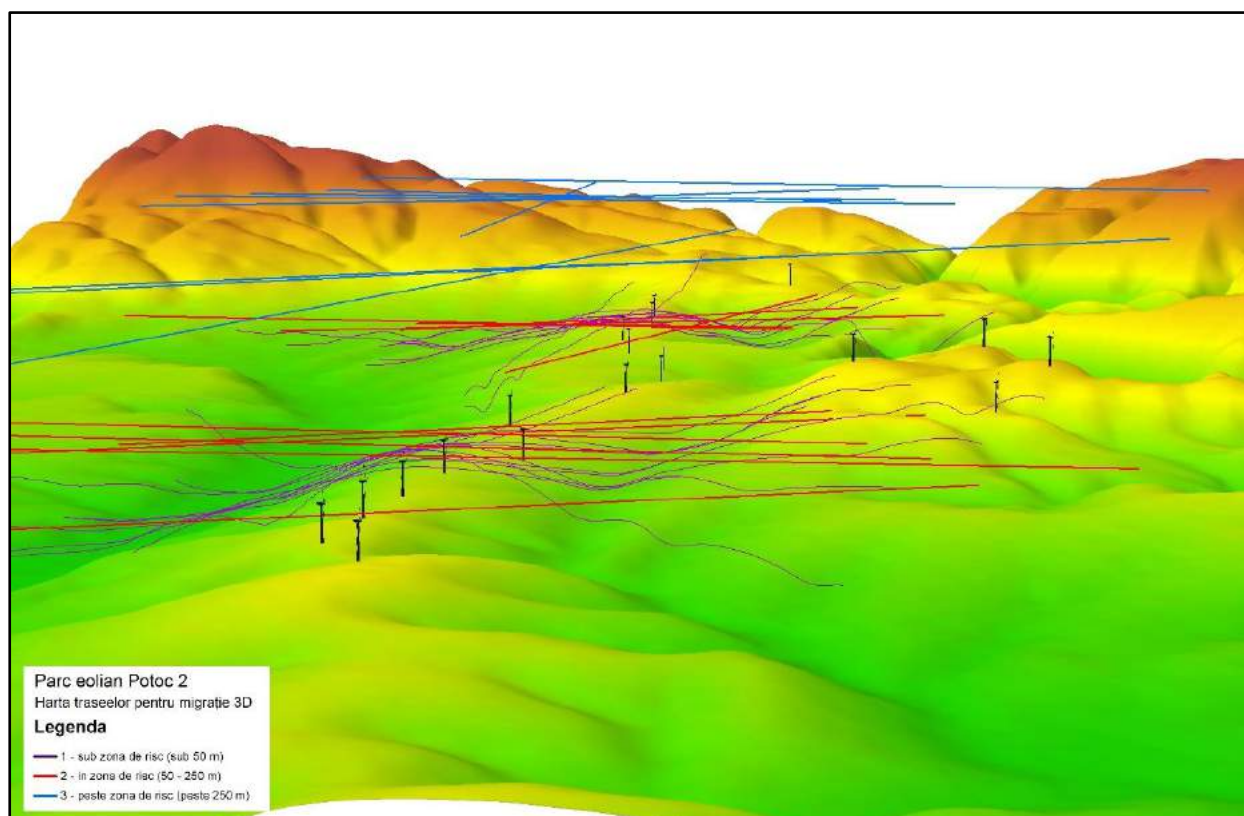 Parc eolian Potoc 2
Harta traseelor pentru migrație 3D
Legenda
1 - sub zona de risc (sub 50 m)
2 - in zona de risc (50 - 250 m)
3 - peste zona de risc (peste 250 m)